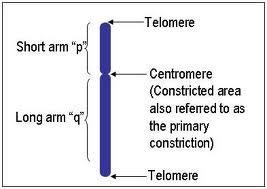 Telomere
Short arm "p"
Centromere
(Constricted area
also referred to as
the primary
constriction)
Long arm "q"
Telomere